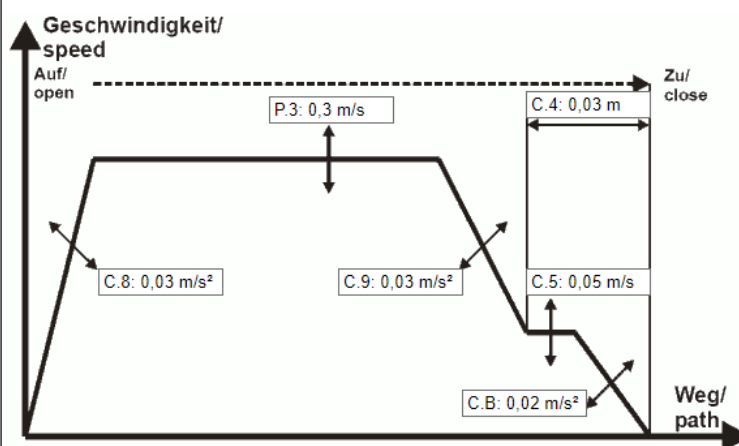 Geschwindigkeit/
speed
Auf/
open
Zu/
close
P.3: 0,3 m/s
C.4: 0,03 m
C.8: 0,03 m/s²
C.9: 0,03 m/s²
C.5: 0,05 m/s
C.B: 0,02 m/s²
Weg/
path